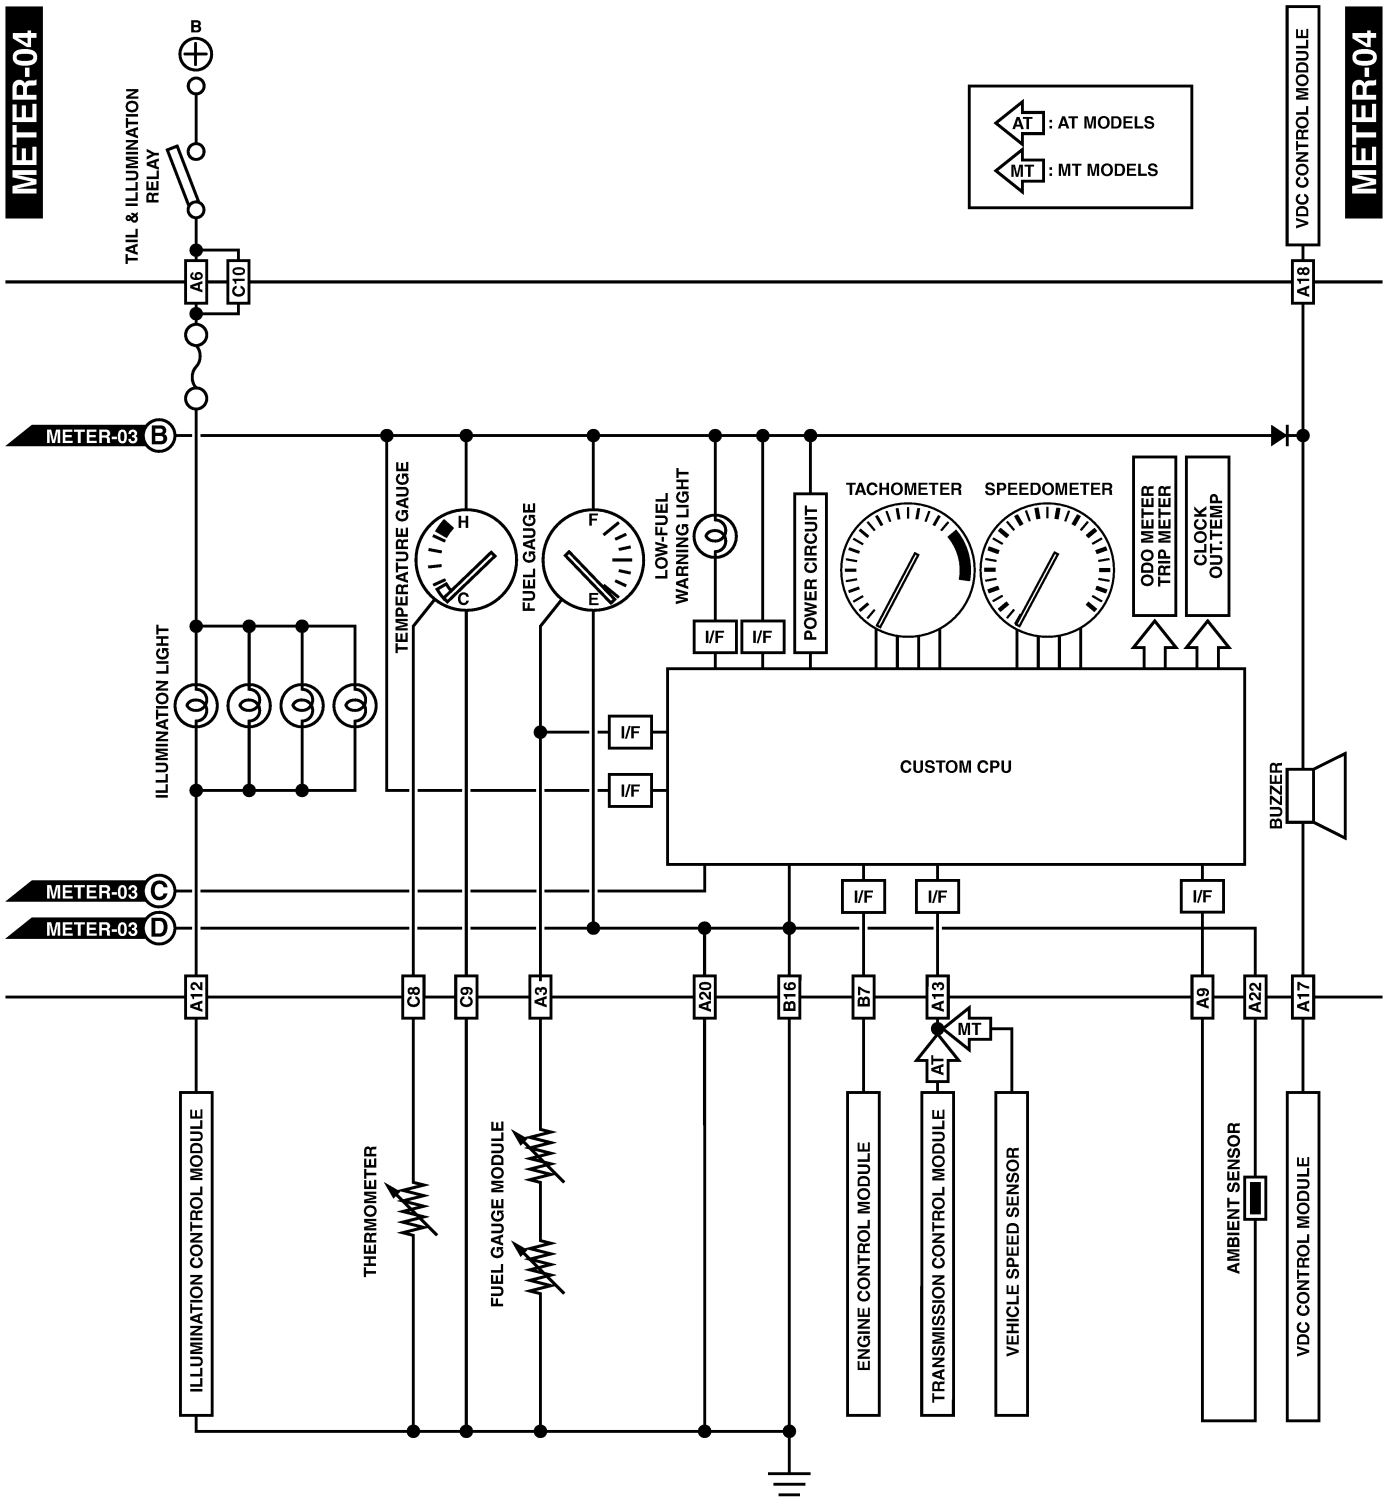 METER-04
METER-04
B
TAIL & ILLUMINATION
RELAY
AT : AT MODELS
MT : MT MODELS
VDC CONTROL MODULE
A6
C10
A18
METER-03 B
TEMPERATURE GAUGE
H
C
FUEL GAUGE
F
E
LOW-FUEL
WARNING LIGHT
POWER CIRCUIT
TACHOMETER
SPEEDOMETER
ODO METER
TRIP METER
CLOCK
OUT.TEMP
I/F
I/F
ILLUMINATION LIGHT
I/F
I/F
CUSTOM CPU
BUZZER
METER-03 C
METER-03 D
I/F
I/F
I/F
A12
C8
C9
A3
A20
B16
B7
A13
A9
A22
A17
MT
AT
ILLUMINATION CONTROL MODULE
THERMOMETER
FUEL GAUGE MODULE
ENGINE CONTROL MODULE
TRANSMISSION CONTROL MODULE
VEHICLE SPEED SENSOR
AMBIENT SENSOR
VDC CONTROL MODULE